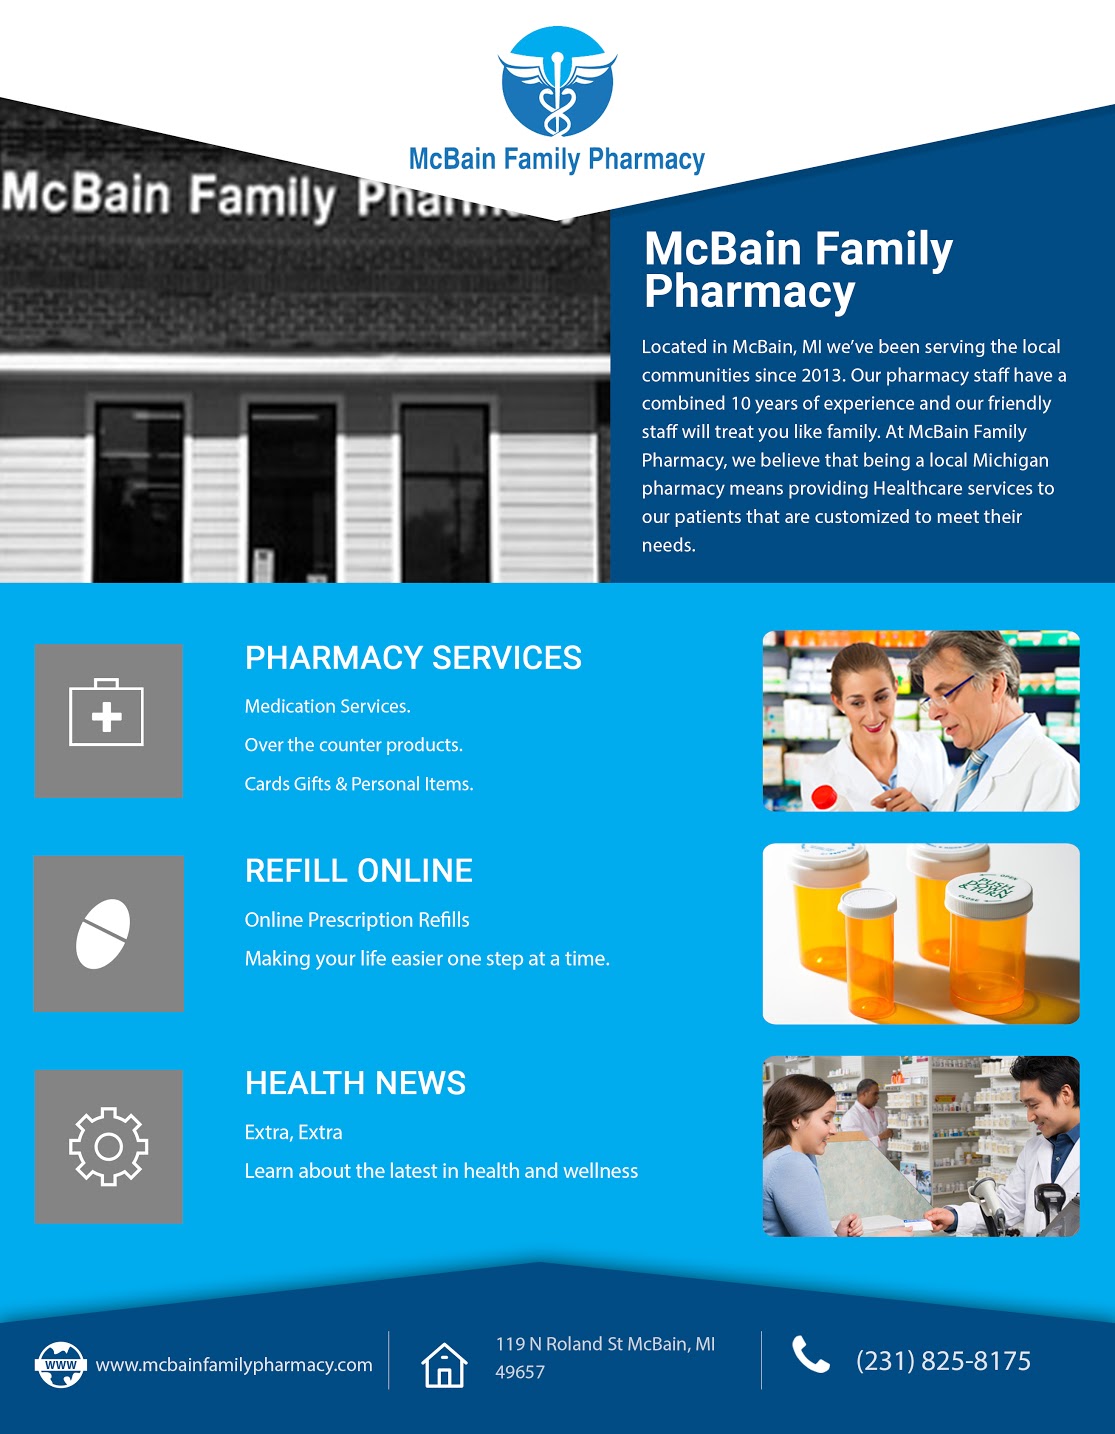 McBain Family Pharmacy
McBain Family
McBain Family
Pharmacy
Located in McBain, MI we’ve been serving the local
communities since 2013. Our pharmacy staff have a
combined 10 years of experience and our friendly
staff will treat you like family. At McBain Family
Pharmacy, we believe that being a local Michigan
pharmacy means providing Healthcare services to
our patients that are customized to meet their
needs.
PHARMACY SERVICES
Medication Services.
Over the counter products.
Cards Gifts & Personal Items.
REFILL ONLINE
Online Prescription Refills
Making your life easier one step at a time.
OPEN
PUSH
DOWN
& TURN
CLOSE
HEALTH NEWS
Extra, Extra
Learn about the latest in health and wellness
WWW
www.mcbainfamilypharmacy.com
119 N Roland St McBain, MI
49657
(231) 825-8175